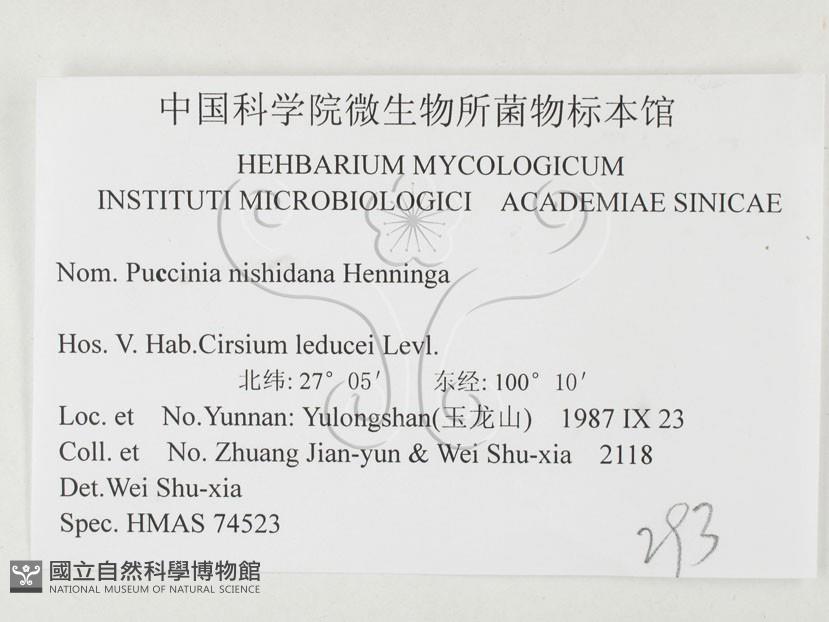 中国科学院微生物所菌物标本馆
HEHBARIUM MYCOLOGICUM
INSTITUTI MICROBIOLOGICI ACADEMIAE SINICAE
Nom. Puccinia nishidana Henninga
Hos. V. Hab.Cirsium leducei Levl.
北纬: 27° 05′ 东经: 100° 10′
Loc. et No.Yunnan: Yulongshan(玉龙山) 1987 IX 23
Coll. et No. Zhuang Jian-yun & Wei Shu-xia 2118
Det.Wei Shu-xia
Spec. HMAS 74523
293
國立自然科學博物館
NATIONAL MUSEUM OF NATURAL SCIENCE